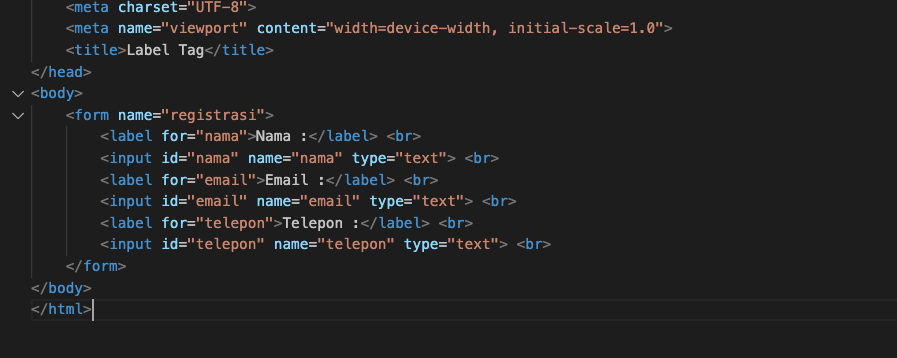 <meta charset="UTF-8">
<meta name="viewport" content="width=device-width, initial-scale=1.0">
<title>Label Tag</title>
</head>
<body>
<form name="registrasi">
<label for="nama">Nama :</label> <br>
<input id="nama" name="nama" type="text"> <br>
<label for="email">Email :</label> <br>
<input id="email" name="email" type="text"> <br>
<label for="telepon">Telepon :</label> <br>
<input id="telepon" name="telepon" type="text"> <br>
</form>
</body>
</html>